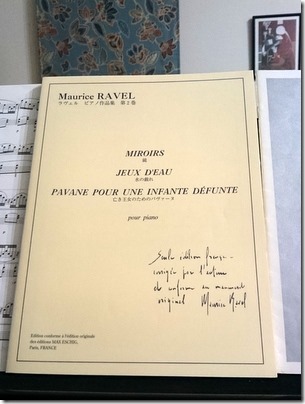 Maurice RAVEL
ラヴェル ピアノ作品集 第2巻
MIROIRS
鏡
JEUX D'EAU
水の戯れ
PAVANE POUR UNE INFANTE DÉFUNTE
亡き王女のためのパヴァーヌ
pour piano
Seule édition française
corrigée par l'auteur
et conforme au manuscrit
original Maurice Ravel
Edition conforme à l'édition originale
des éditions MAX ESCHIG,
Paris, FRANCE